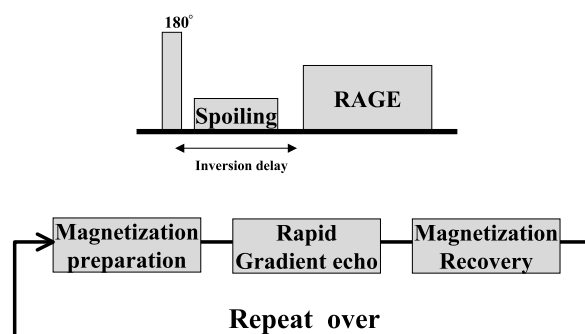 180°
Spoiling
RAGE
Inversion delay
Magnetization
preparation
Rapid
Gradient echo
Magnetization
Recovery
Repeat over